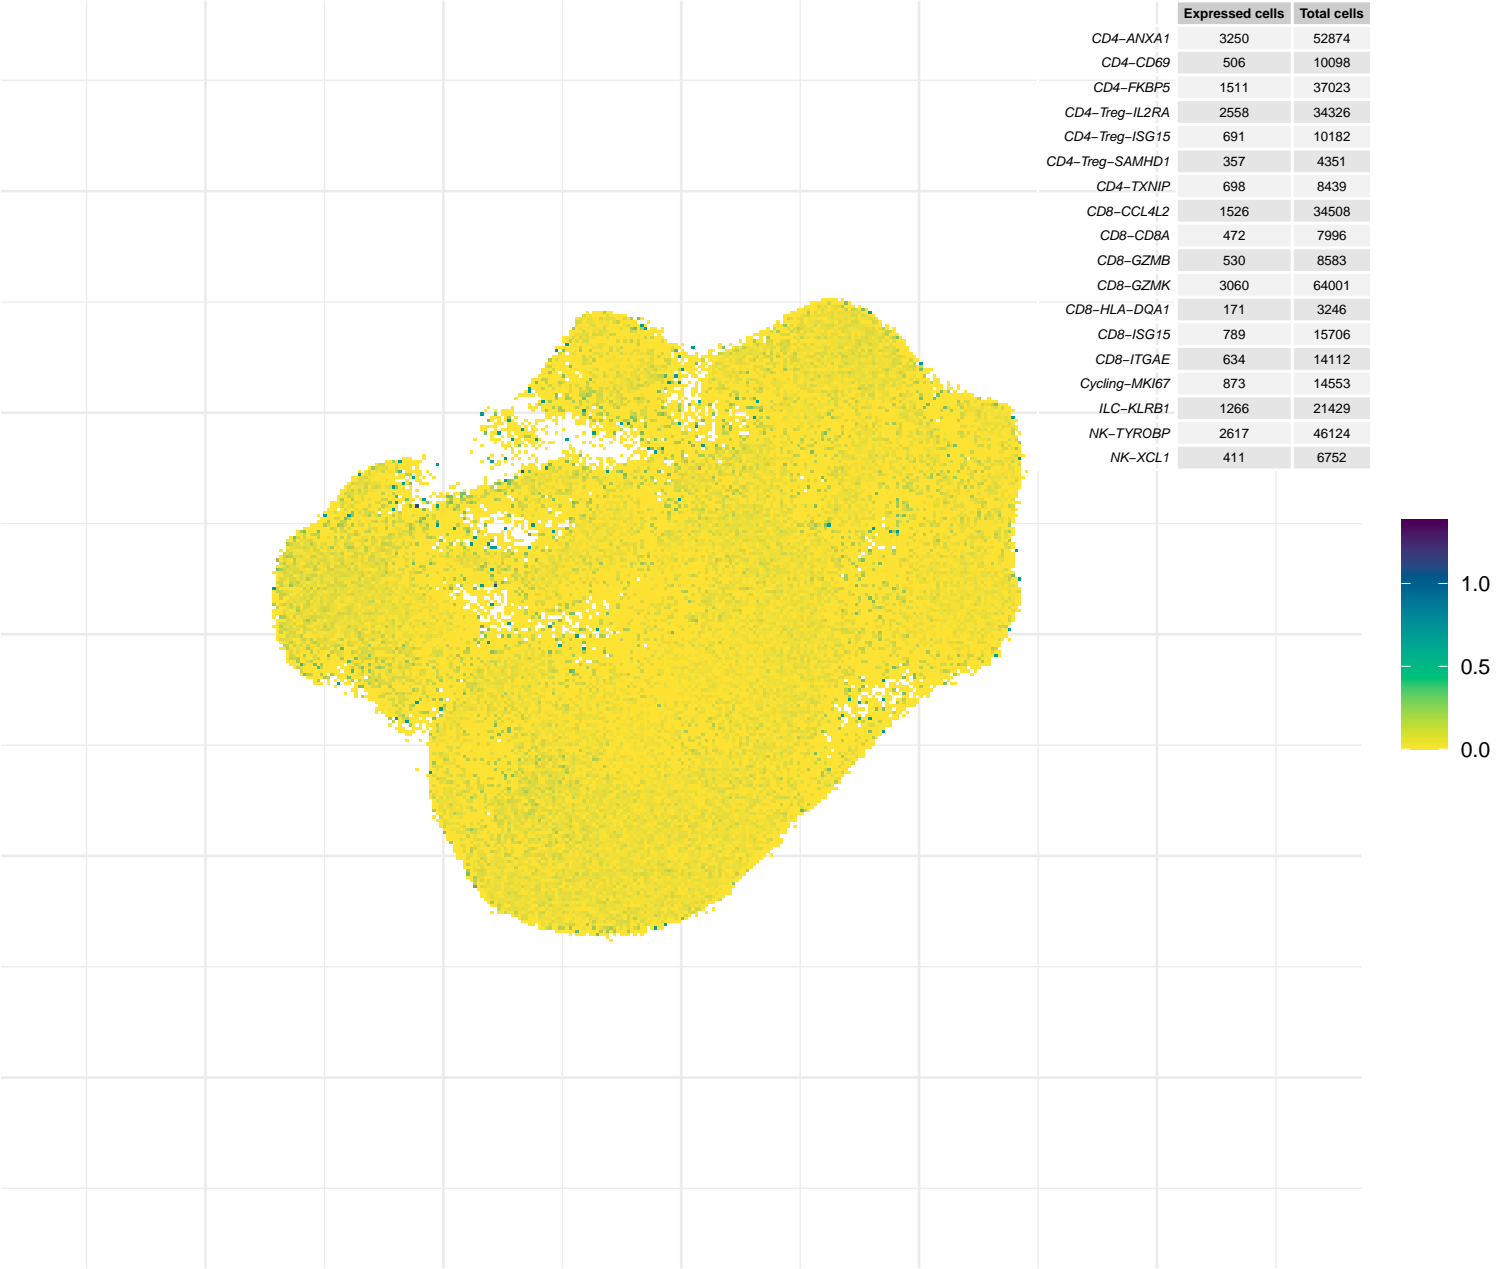 Expressed cells Total cells
CD4−ANXA1 3250 52874
CD4−CD69 506 10098
CD4−FKBP5 1511 37023
CD4−Treg−IL2RA 2558 34326
CD4−Treg−ISG15 691 10182
CD4−Treg−SAMHD1 357 4351
CD4−TXNIP 698 8439
CD8−CCL4L2 1526 34508
CD8−CD8A 472 7996
CD8−GZMB 530 8583
CD8−GZMK 3060 64001
CD8−HLA−DQA1 171 3246
CD8−ISG15 789 15706
CD8−ITGAE 634 14112
Cycling−MKI67 873 14553
ILC−KLRB1 1266 21429
NK−TYROBP 2617 46124
NK−XCL1 411 6752
1.0
0.5
0.0